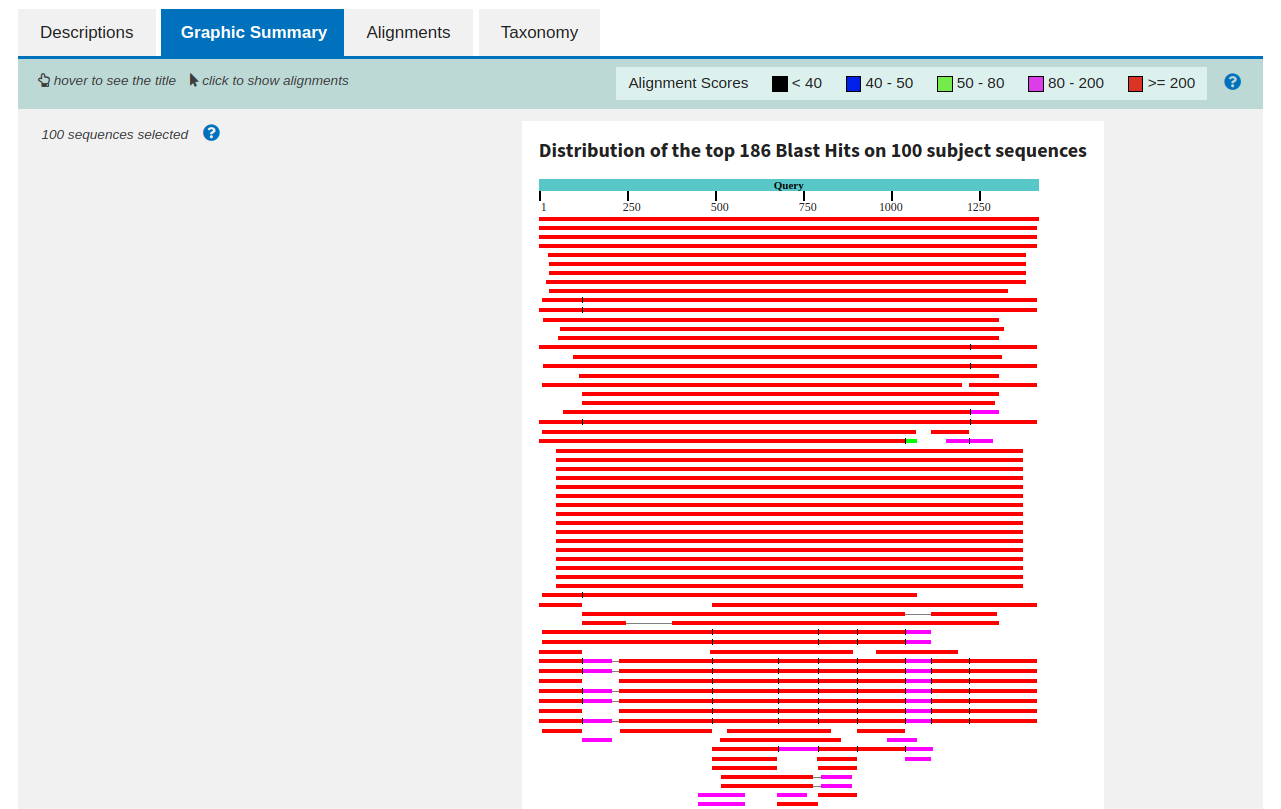 Descriptions Graphic Summary Alignments Taxonomy
hover to see the title click to show alignments Alignment Scores < 40 40 - 50 50 - 80 80 - 200 >= 200 ?
100 sequences selected ?
Distribution of the top 186 Blast Hits on 100 subject sequences
Query
1 250 500 750 1000 1250